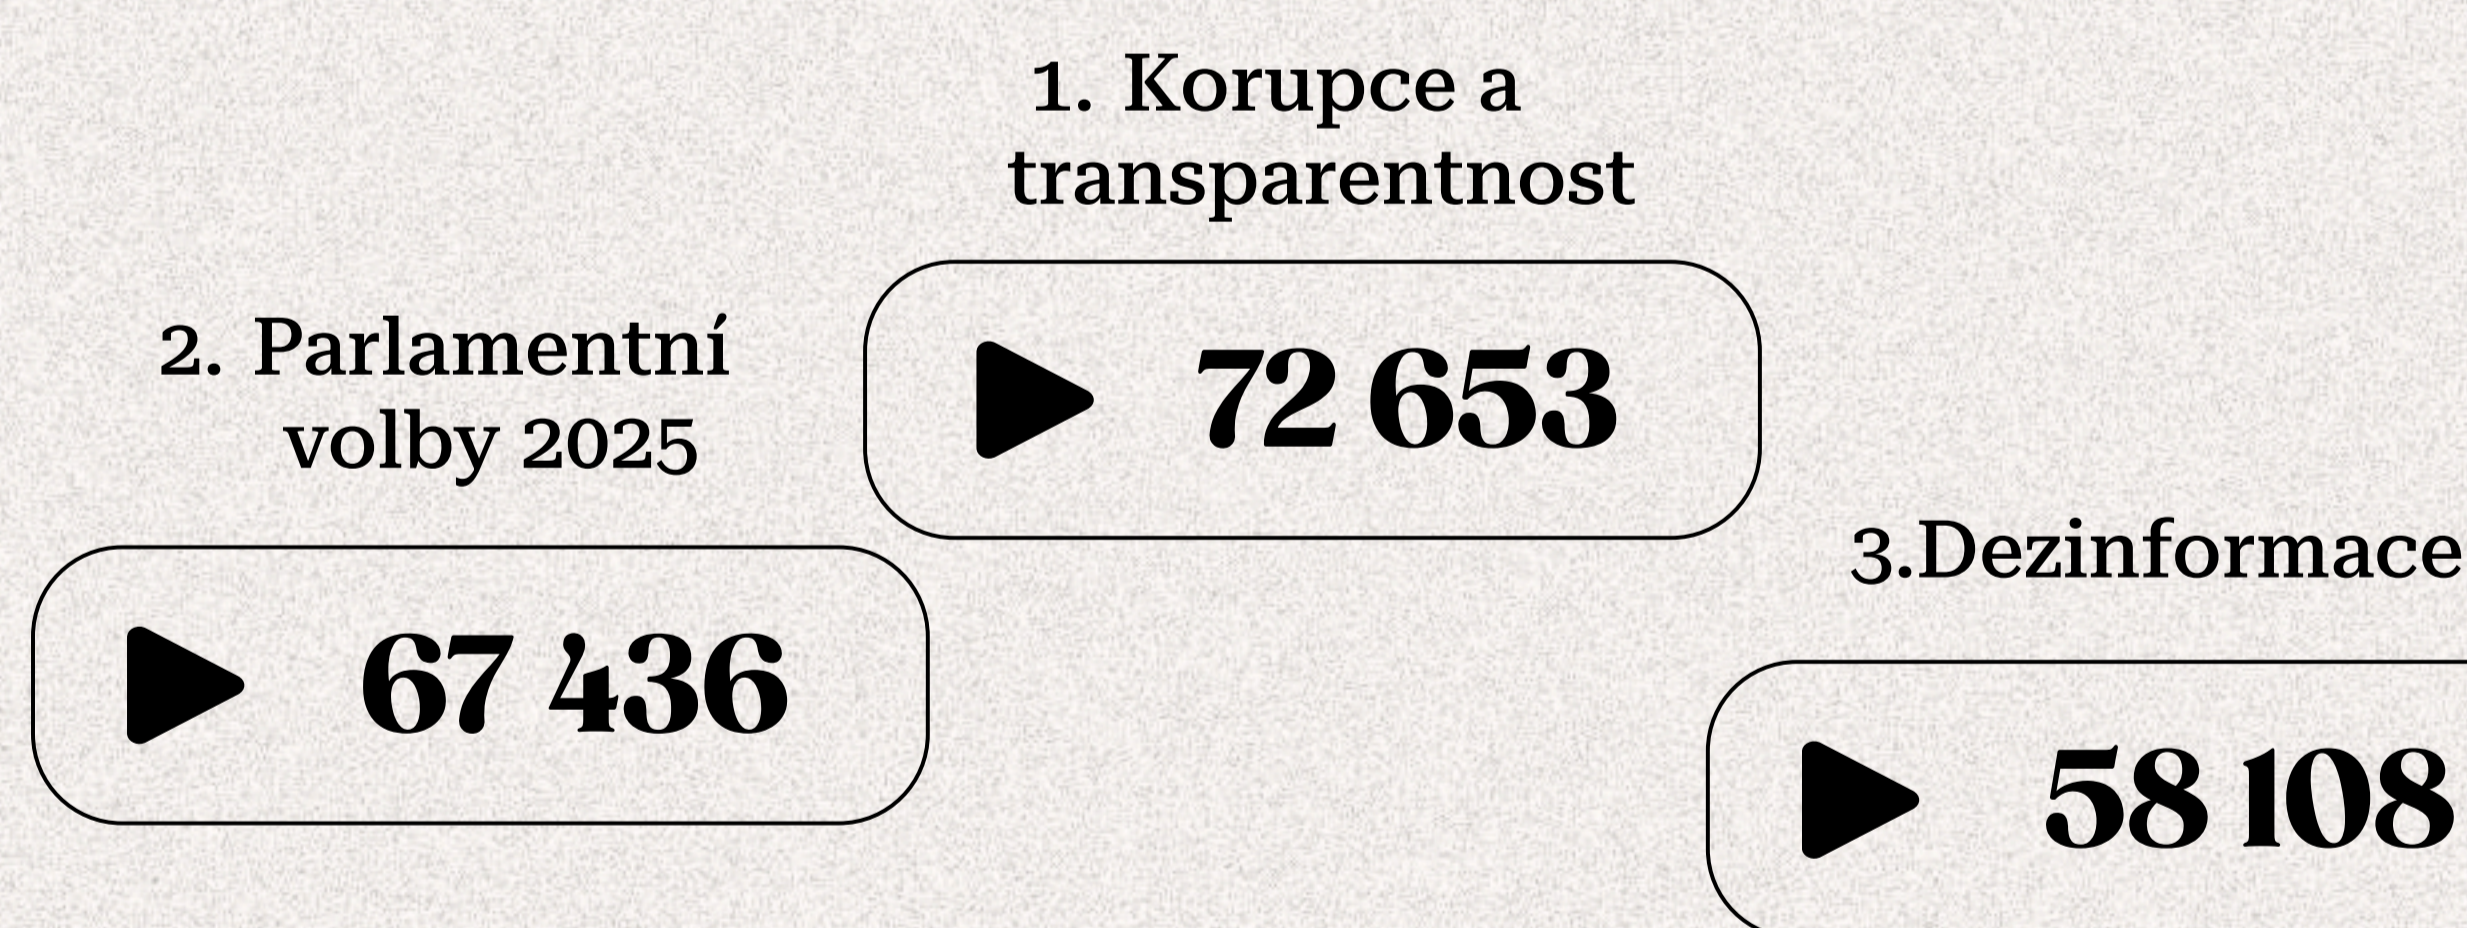 1. Korupce a
transparentnost
72 653
2. Parlamentní
volby 2025
67 436
3.Dezinformace
58 108